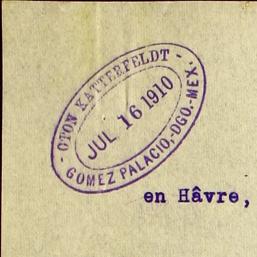 OTON KATTERFELDT
JUL 16 1910
GOMEZ PALACIO,-DGO.-MEX.
en Hâvre,